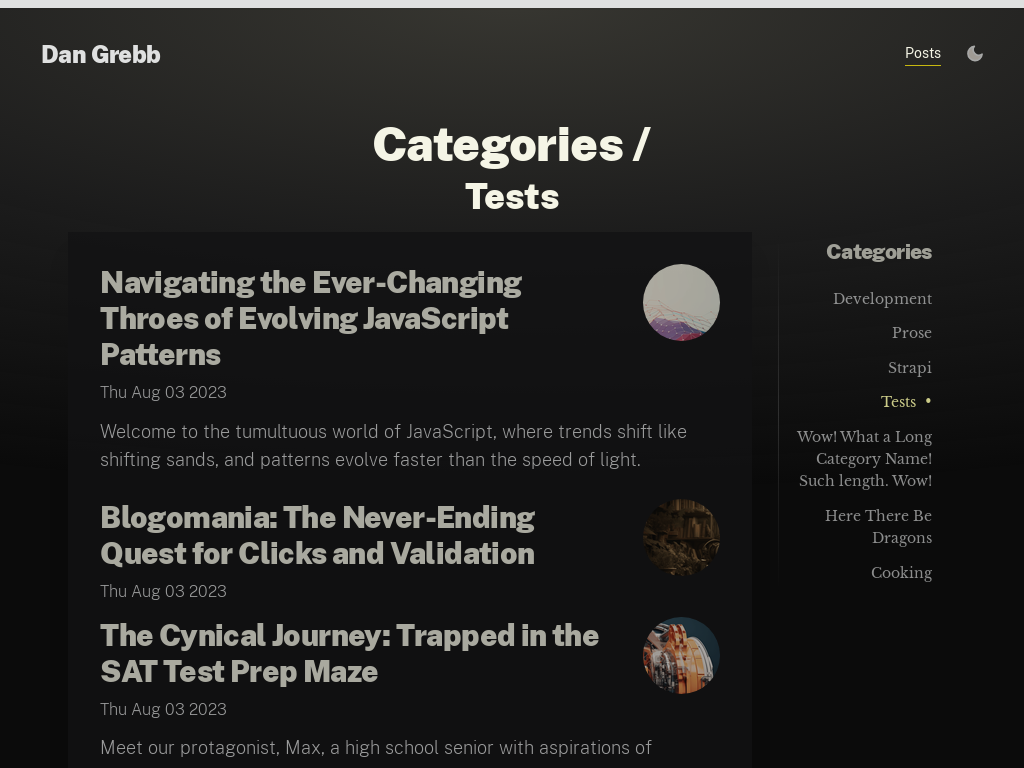 Dan Grebb
Posts
Categories /
Tests
Navigating the Ever-Changing
Throes of Evolving JavaScript
Patterns
Thu Aug 03 2023
Welcome to the tumultuous world of JavaScript, where trends shift like
shifting sands, and patterns evolve faster than the speed of light.
Blogomania: The Never-Ending
Quest for Clicks and Validation
Thu Aug 03 2023
The Cynical Journey: Trapped in the
SAT Test Prep Maze
Thu Aug 03 2023
Meet our protagonist, Max, a high school senior with aspirations of
Categories
Development
Prose
Strapi
Tests •
Wow! What a Long
Category Name!
Such length. Wow!
Here There Be
Dragons
Cooking